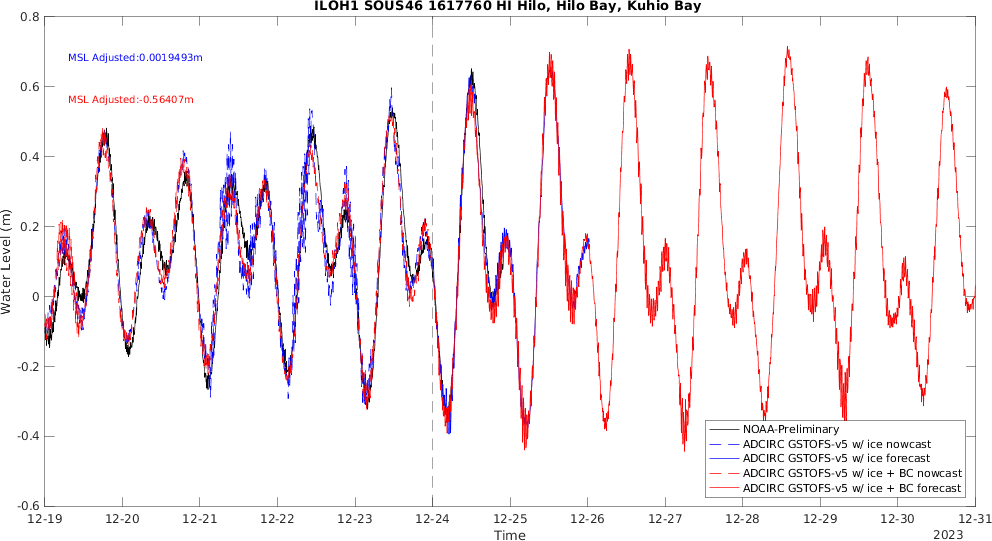 ILOH1 SOUS46 1617760 HI Hilo, Hilo Bay, Kuhio Bay
MSL Adjusted:0.0019493m
MSL Adjusted:-0.56407m
Water Level (m)
0.8
0.6
0.4
0.2
0
-0.2
-0.4
-0.6
NOAA-Preliminary
ADCIRC GSTOFS-v5 w/ ice nowcast
ADCIRC GSTOFS-v5 w/ ice forecast
ADCIRC GSTOFS-v5 w/ ice + BC nowcast
ADCIRC GSTOFS-v5 w/ ice + BC forecast
12-19 12-20 12-21 12-22 12-23 12-24 12-25 12-26 12-27 12-28 12-29 12-30 12-31
Time
2023